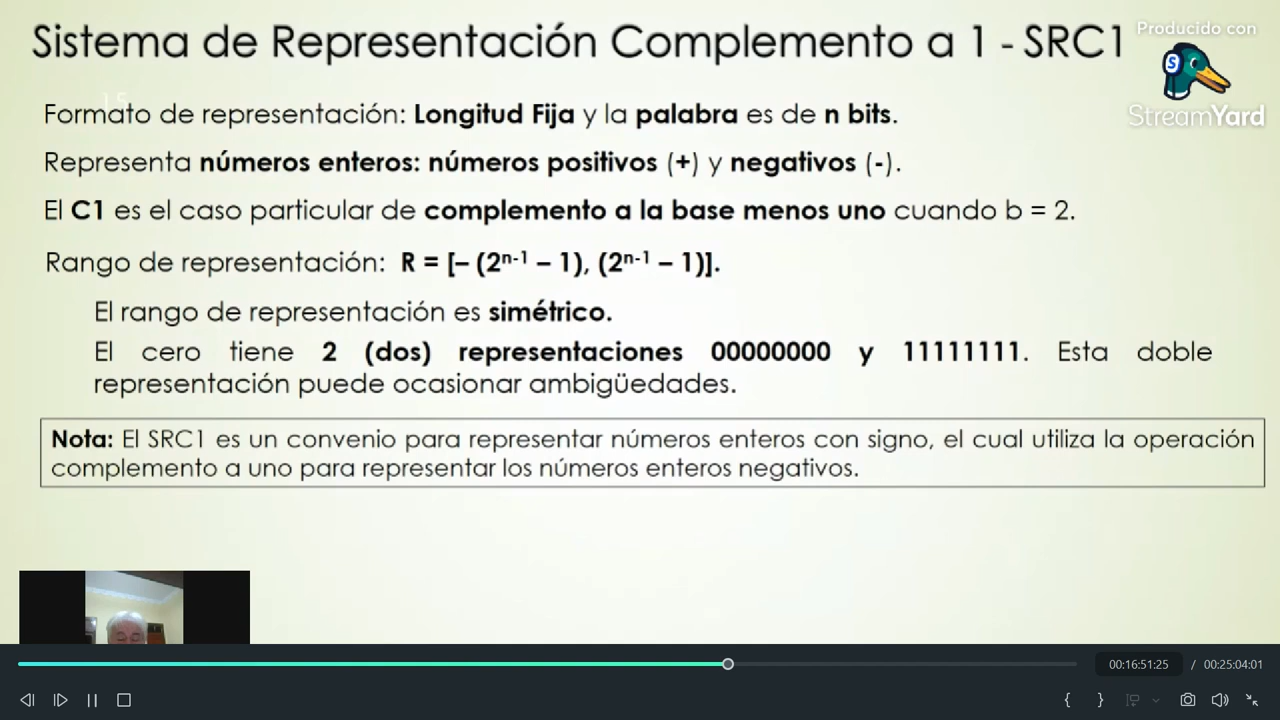 Sistema de Representación Complemento a 1 - SRC1
Producido con
StreamYard
Formato de representación: Longitud Fija y la palabra es de n bits.
Representa números enteros: números positivos (+) y negativos (-).
El C1 es el caso particular de complemento a la base menos uno cuando b = 2.
Rango de representación: R = [– (2ⁿ⁻¹ – 1), (2ⁿ⁻¹ – 1)].
El rango de representación es simétrico.
El cero tiene 2 (dos) representaciones 00000000 y 11111111. Esta doble
representación puede ocasionar ambigüedades.
Nota: El SRC1 es un convenio para representar números enteros con signo, el cual utiliza la operación
complemento a uno para representar los números enteros negativos.
00:16:51:25 / 00:25:04:01